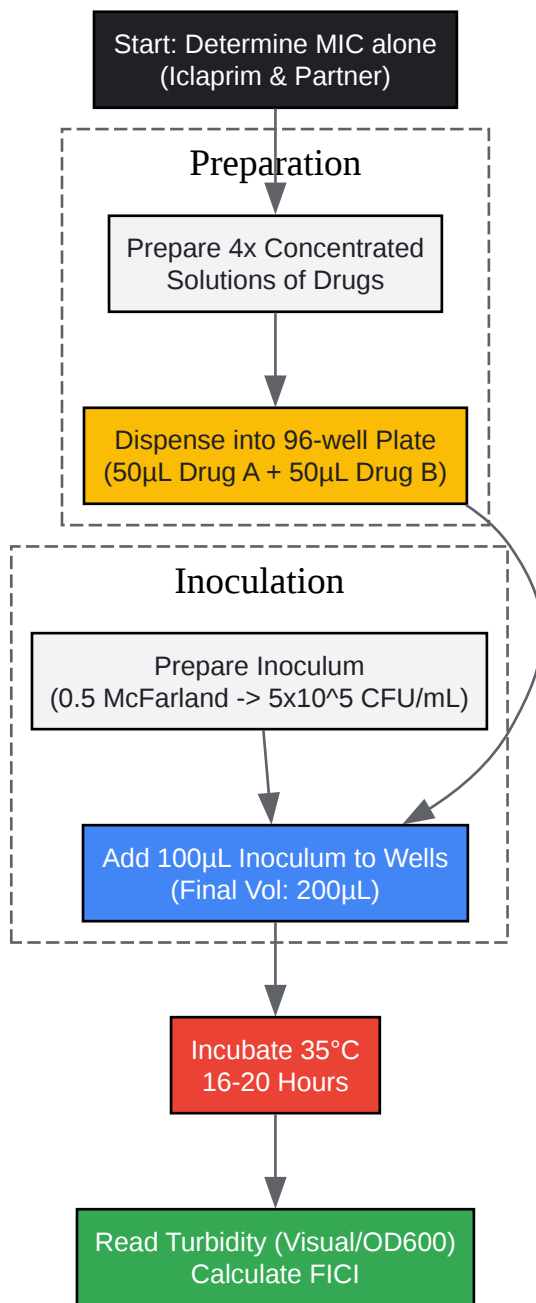 Start: Determine MIC alone
(Iclaprim & Partner)
Preparation
Prepare 4x Concentrated
Solutions of Drugs
Dispense into 96-well Plate
(50µL Drug A + 50µL Drug B)
Inoculation
Prepare Inoculum
(0.5 McFarland -> 5x10^5 CFU/mL)
Add 100µL Inoculum to Wells
(Final Vol: 200µL)
Incubate 35°C
16-20 Hours
Read Turbidity (Visual/OD600)
Calculate FICI